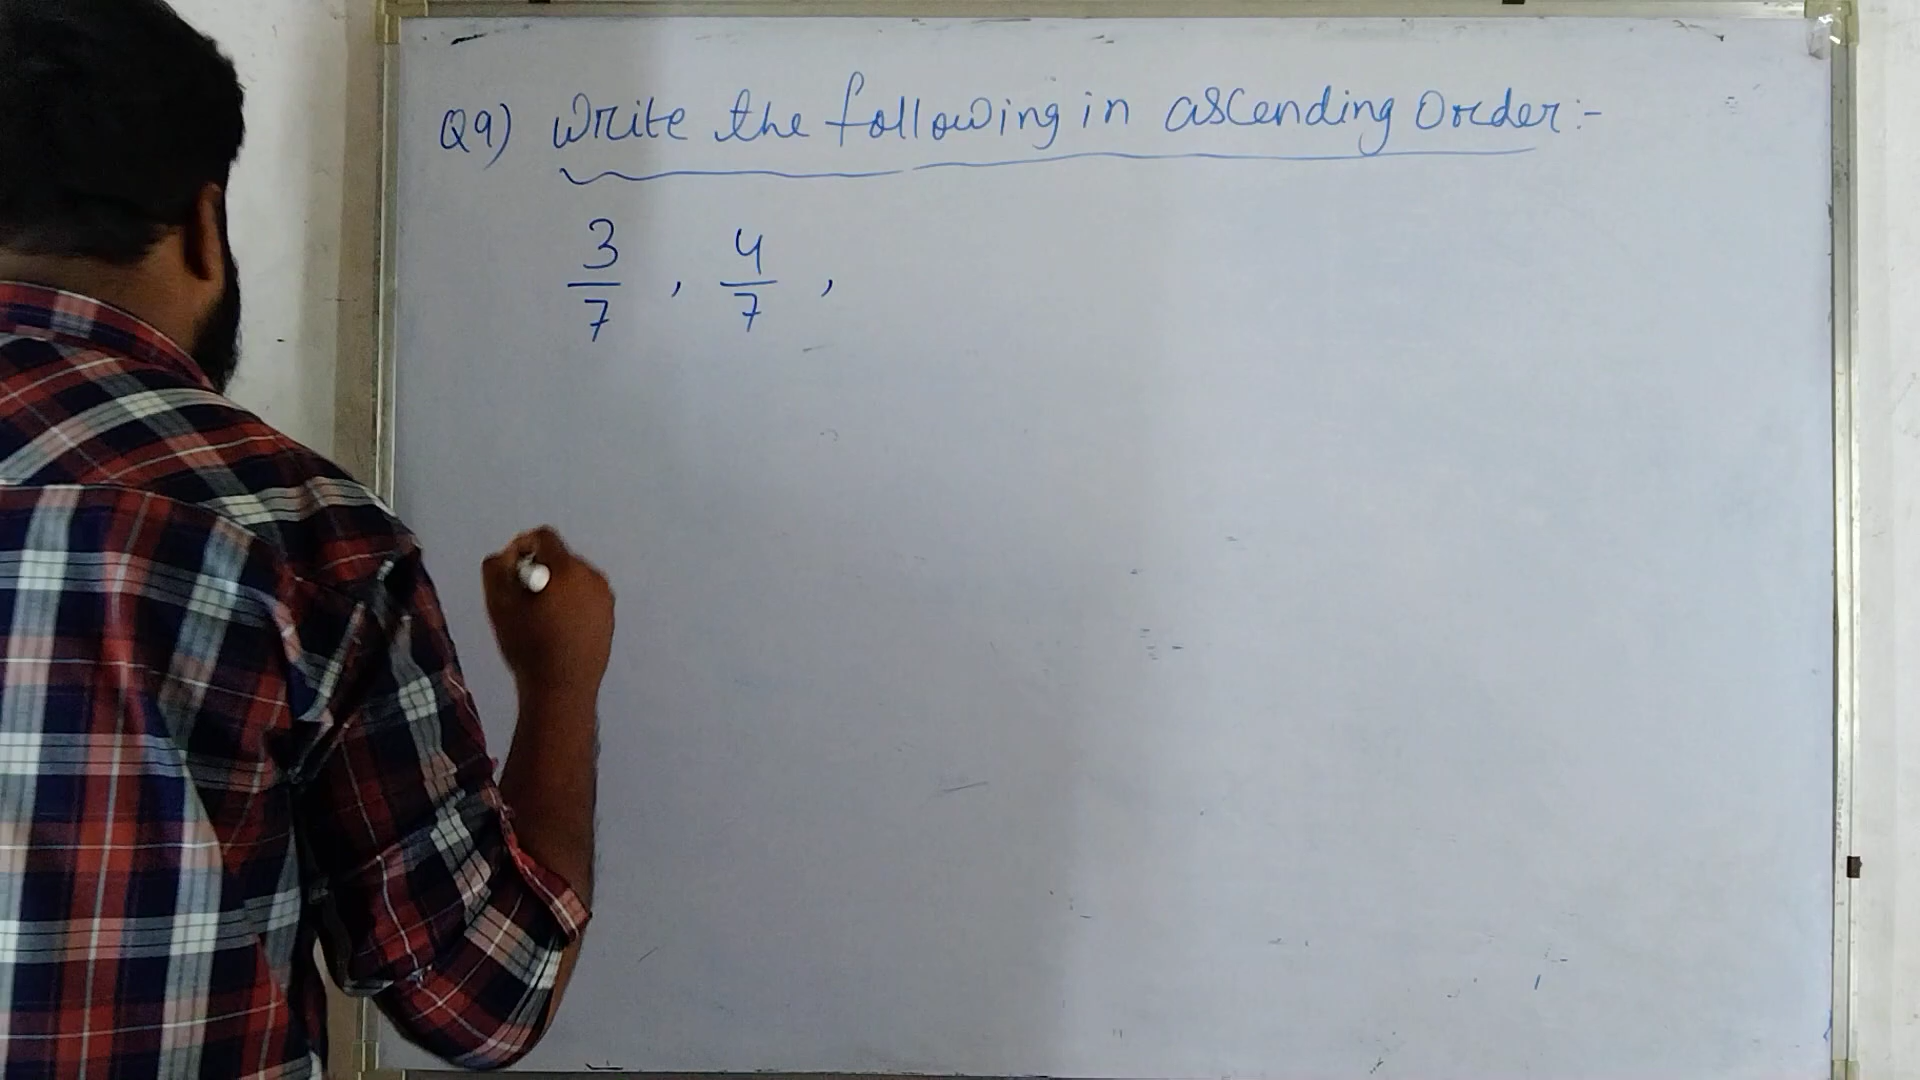 Q9) Write the following in ascending Order:-
3/7 , 4/7 ,